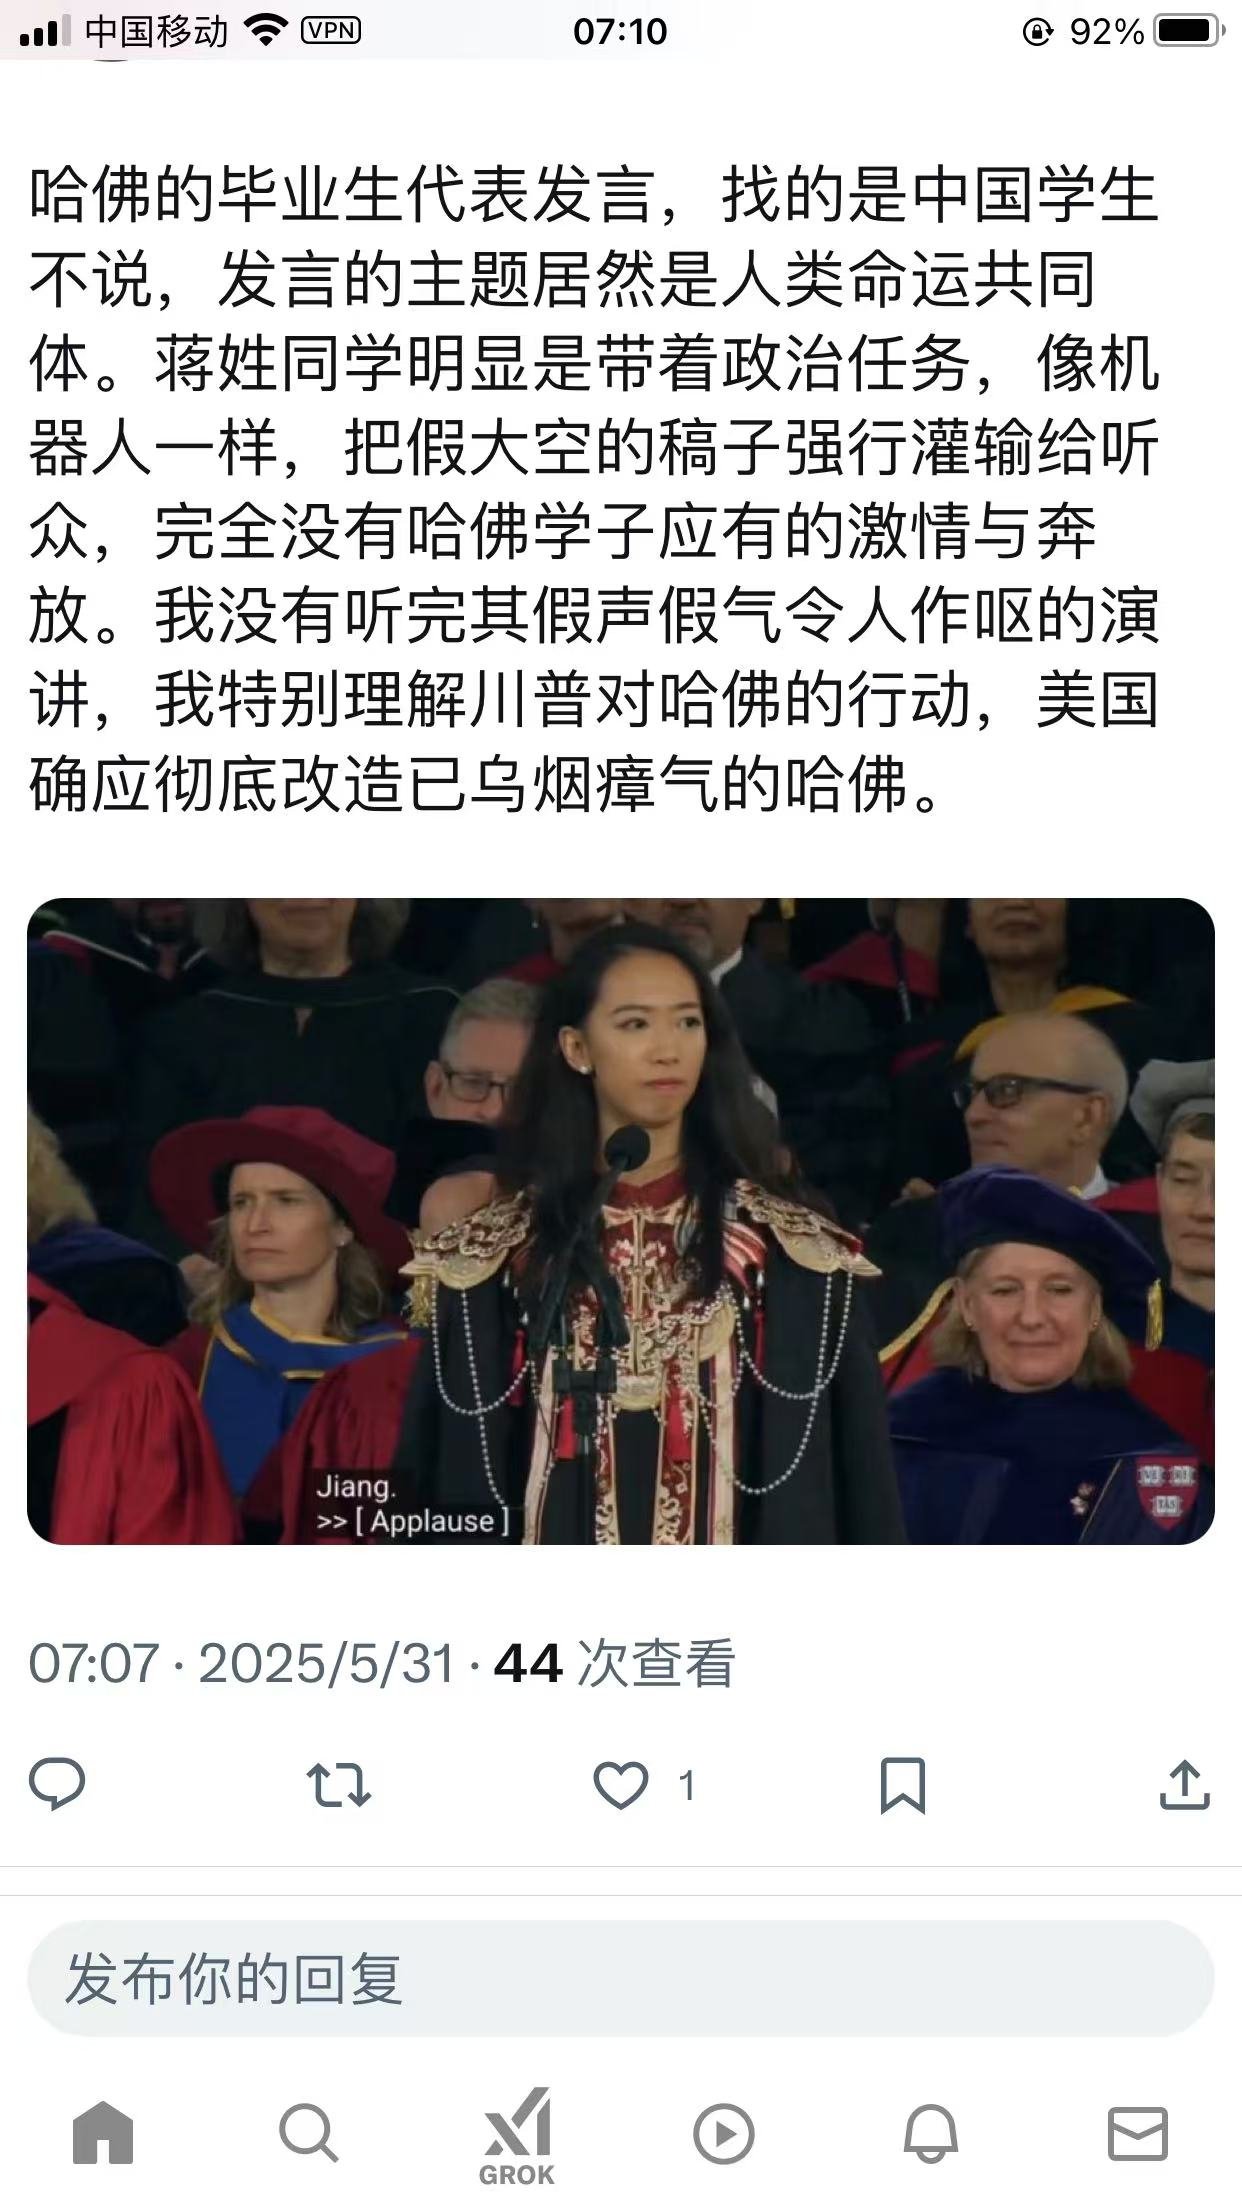 中国移动 VPN 07:10 92%
哈佛的毕业生代表发言，找的是中国学生
不说，发言的主题居然是人类命运共同
体。蒋姓同学明显是带着政治任务，像机
器人一样，把假大空的稿子强行灌输给听
众，完全没有哈佛学子应有的激情与奔
放。我没有听完其假声假气令人作呕的演
讲，我特别理解川普对哈佛的行动，美国
确应彻底改造已乌烟瘴气的哈佛。
VE RI
TAS
Jiang.
>> [ Applause ]
07:07 · 2025/5/31 · 44 次查看
1
发布你的回复
GROK